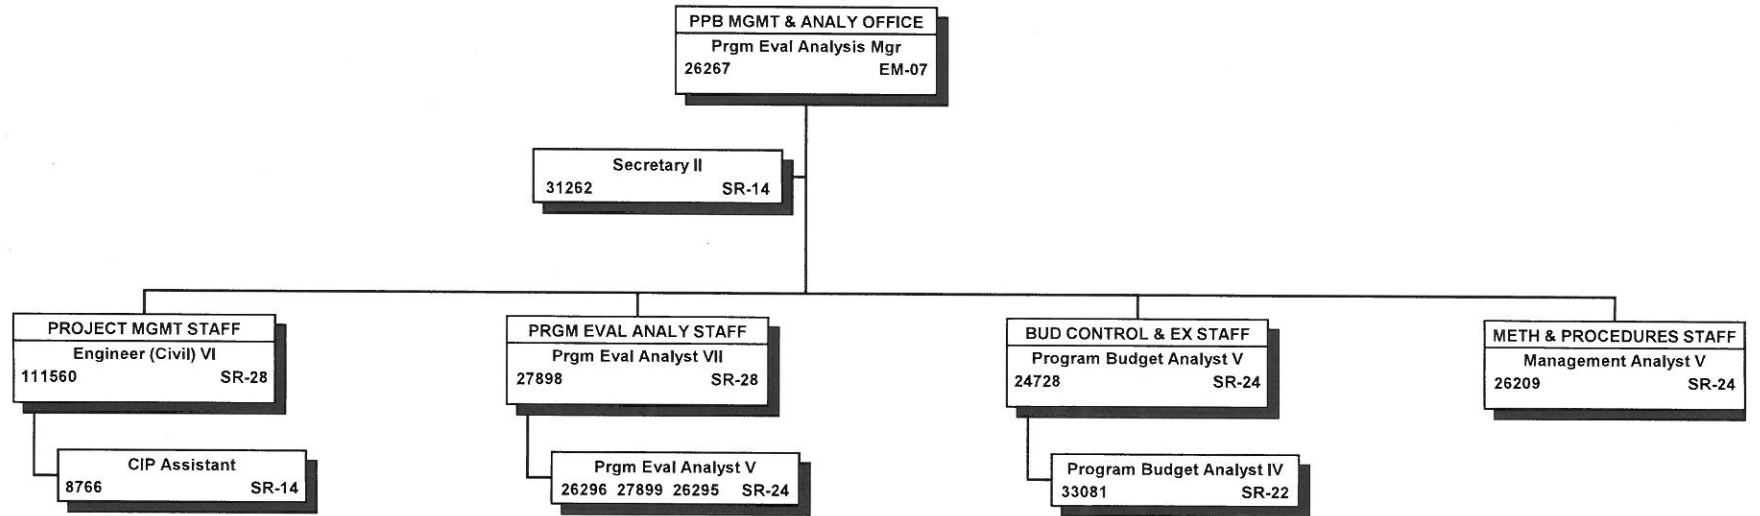 PPB MGMT & ANALY OFFICE
Prgm Eval Analysis Mgr
26267 EM-07
Secretary II
31262 SR-14
PROJECT MGMT STAFF
Engineer (Civil) VI
111560 SR-28
CIP Assistant
8766 SR-14
PRGM EVAL ANALY STAFF
Prgm Eval Analyst VII
27898 SR-28
Prgm Eval Analyst V
26296 27899 26295 SR-24
BUD CONTROL & EX STAFF
Program Budget Analyst V
24728 SR-24
Program Budget Analyst IV
33081 SR-22
METH & PROCEDURES STAFF
Management Analyst V
26209 SR-24